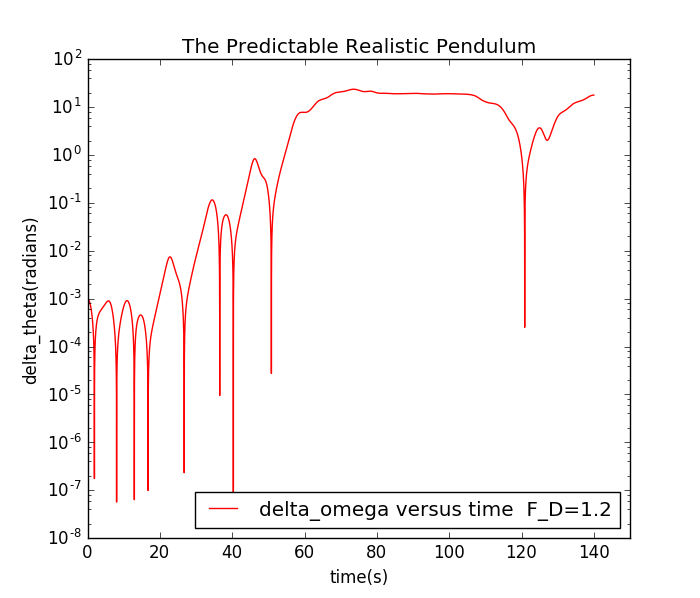 The Predictable Realistic Pendulum
10^2
10^1
10^0
10^-1
10^-2
10^-3
10^-4
10^-5
10^-6
10^-7
10^-8
delta_theta(radians)
delta_omega versus time  F_D=1.2
0 20 40 60 80 100 120 140
time(s)